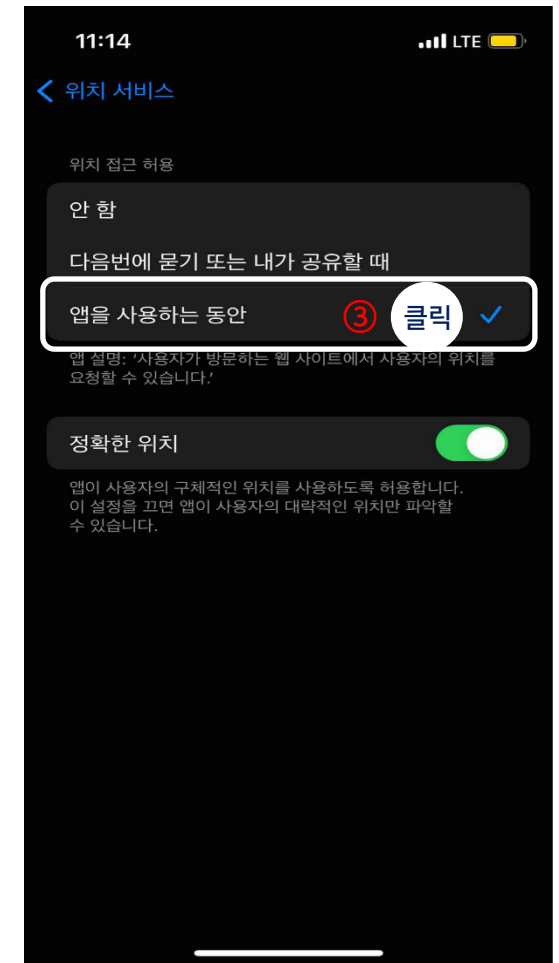 11:14 LTE
위치 서비스
위치 접근 허용
안 함
다음번에 묻기 또는 내가 공유할 때
앱을 사용하는 동안 ③ 클릭
앱 설명: ‘사용자가 방문하는 웹 사이트에서 사용자의 위치를
요청할 수 있습니다.’
정확한 위치
앱이 사용자의 구체적인 위치를 사용하도록 허용합니다.
이 설정을 끄면 앱이 사용자의 대략적인 위치만 파악할
수 있습니다.